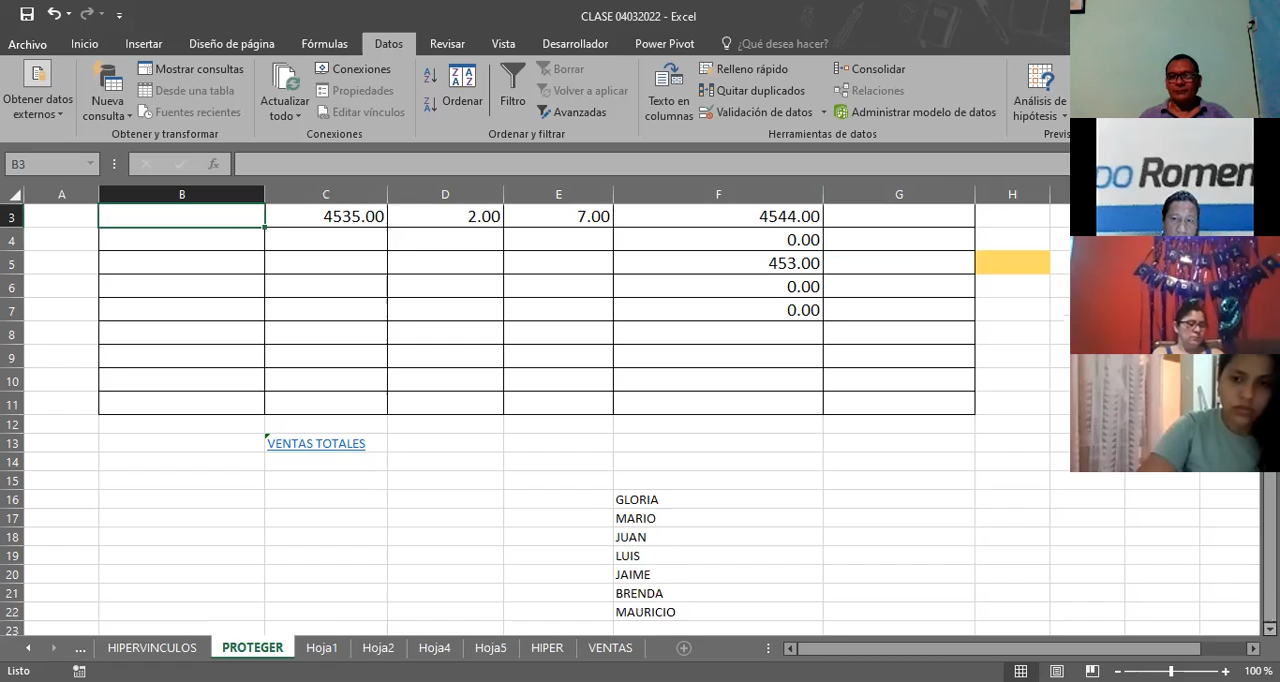 CLASE 04032022 - Excel
Archivo Inicio Insertar Diseño de página Fórmulas Datos Revisar Vista Desarrollador Power Pivot ¿Qué desea hacer?
Obtener datos externos
Nueva consulta
Mostrar consultas
Desde una tabla
Fuentes recientes
Obtener y transformar
Actualizar todo
Conexiones
Propiedades
Editar vínculos
Conexiones
Ordenar
Filtro
Borrar
Volver a aplicar
Avanzadas
Ordenar y filtrar
Texto en columnas
Relleno rápido
Quitar duplicados
Validación de datos
Consolidar
Relaciones
Administrar modelo de datos
Herramientas de datos
Análisis de hipótesis
Previs
B3 fx
A B C D E F G H
3 4535.00 2.00 7.00 4544.00
4 0.00
5 453.00
6 0.00
7 0.00
8
9
10
11
12
13 VENTAS TOTALES
14
15
16 GLORIA
17 MARIO
18 JUAN
19 LUIS
20 JAIME
21 BRENDA
22 MAURICIO
23
... HIPERVINCULOS PROTEGER Hoja1 Hoja2 Hoja4 Hoja5 HIPER VENTAS
Listo 100 %
po Romen